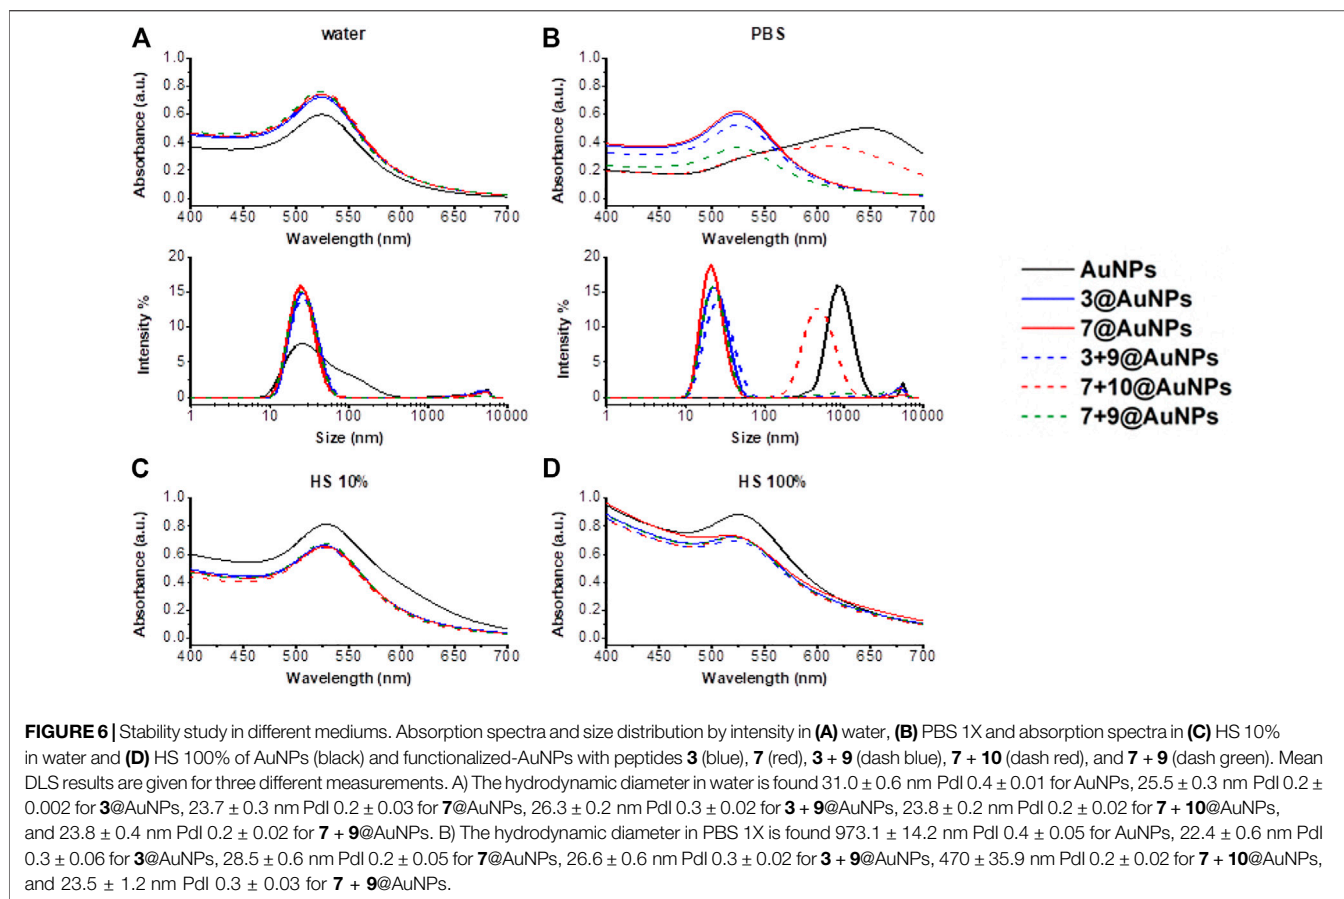 A
water
B
PBS
Absorbance (a.u.)
1.0
0.8
0.6
0.4
0.2
0.0
400 450 500 550 600 650 700
Wavelength (nm)
Absorbance (a.u.)
1.0
0.8
0.6
0.4
0.2
0.0
400 450 500 550 600 650 700
Wavelength (nm)
Intensity %
20
15
10
5
0
1 10 100 1000 10000
Size (nm)
Intensity %
20
15
10
5
0
1 10 100 1000 10000
Size (nm)
AuNPs
3@AuNPs
7@AuNPs
3+9@AuNPs
7+10@AuNPs
7+9@AuNPs
C
HS 10%
D
HS 100%
Absorbance (a.u.)
1.0
0.8
0.6
0.4
0.2
0.0
400 450 500 550 600 650 700
Wavelength (nm)
Absorbance (a.u.)
1.0
0.8
0.6
0.4
0.2
0.0
400 450 500 550 600 650 700
Wavelength (nm)
FIGURE 6 | Stability study in different mediums. Absorption spectra and size distribution by intensity in (A) water, (B) PBS 1X and absorption spectra in (C) HS 10%
in water and (D) HS 100% of AuNPs (black) and functionalized-AuNPs with peptides 3 (blue), 7 (red), 3 + 9 (dash blue), 7 + 10 (dash red), and 7 + 9 (dash green). Mean
DLS results are given for three different measurements. A) The hydrodynamic diameter in water is found 31.0 ± 0.6 nm PdI 0.4 ± 0.01 for AuNPs, 25.5 ± 0.3 nm PdI 0.2 ±
0.002 for 3@AuNPs, 23.7 ± 0.3 nm PdI 0.2 ± 0.03 for 7@AuNPs, 26.3 ± 0.2 nm PdI 0.3 ± 0.02 for 3 + 9@AuNPs, 23.8 ± 0.2 nm PdI 0.2 ± 0.02 for 7 + 10@AuNPs,
and 23.8 ± 0.4 nm PdI 0.2 ± 0.02 for 7 + 9@AuNPs. B) The hydrodynamic diameter in PBS 1X is found 973.1 ± 14.2 nm PdI 0.4 ± 0.05 for AuNPs, 22.4 ± 0.6 nm PdI
0.3 ± 0.06 for 3@AuNPs, 28.5 ± 0.6 nm PdI 0.2 ± 0.05 for 7@AuNPs, 26.6 ± 0.6 nm PdI 0.3 ± 0.02 for 3 + 9@AuNPs, 470 ± 35.9 nm PdI 0.2 ± 0.02 for 7 + 10@AuNPs,
and 23.5 ± 1.2 nm PdI 0.3 ± 0.03 for 7 + 9@AuNPs.